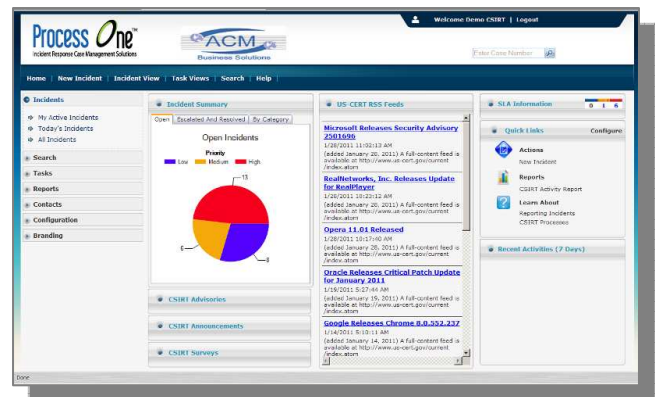 Process One™
Incident Response Case Management Solutions
ACM
Business Solutions
Welcome Demo CSIRT | Logout
Enter Case Number
Home | New Incident | Incident View | Task Views | Search | Help |
Incidents
My Active Incidents
Today's Incidents
All Incidents
Search
Tasks
Reports
Contacts
Configuration
Branding
Incident Summary
Open | Escalated And Resolved | By Category
Open Incidents
Priority
Low Medium High
13
6
8
CSIRT Advisories
CSIRT Announcements
CSIRT Surveys
US-CERT RSS Feeds
Microsoft Releases Security Advisory
2501696
1/28/2011 11:02:13 AM
(added January 28, 2011) A full-content feed is
available at http://www.us-cert.gov/current
/index.atom
RealNetworks, Inc. Releases Update
for RealPlayer
1/28/2011 10:23:12 AM
(added January 28, 2011) A full-content feed is
available at http://www.us-cert.gov/current
/index.atom
Opera 11.01 Released
1/28/2011 10:17:40 AM
(added January 28, 2011) A full-content feed is
available at http://www.us-cert.gov/current
/index.atom
Oracle Releases Critical Patch Update
for January 2011
1/19/2011 5:27:44 AM
(added January 19, 2011) A full-content feed is
available at http://www.us-cert.gov/current
/index.atom
Google Releases Chrome 8.0.552.237
1/14/2011 5:10:11 AM
(added January 14, 2011) A full-content feed is
available at http://www.us-cert.gov/current
/index.atom
SLA Information
0 1 6
Quick Links Configure
Actions
New Incident
Reports
CSIRT Activity Report
Learn About
Reporting Incidents
CSIRT Processes
Recent Activities (7 Days)
Done